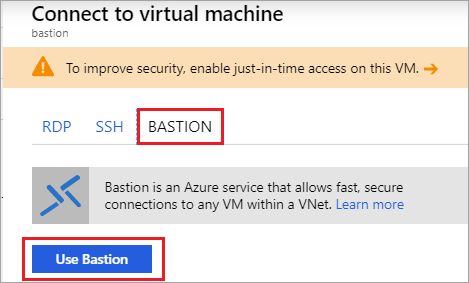 Connect to virtual machine
bastion
To improve security, enable just-in-time access on this VM. →
RDP SSH BASTION
Bastion is an Azure service that allows fast, secure
connections to any VM within a VNet. Learn more
Use Bastion